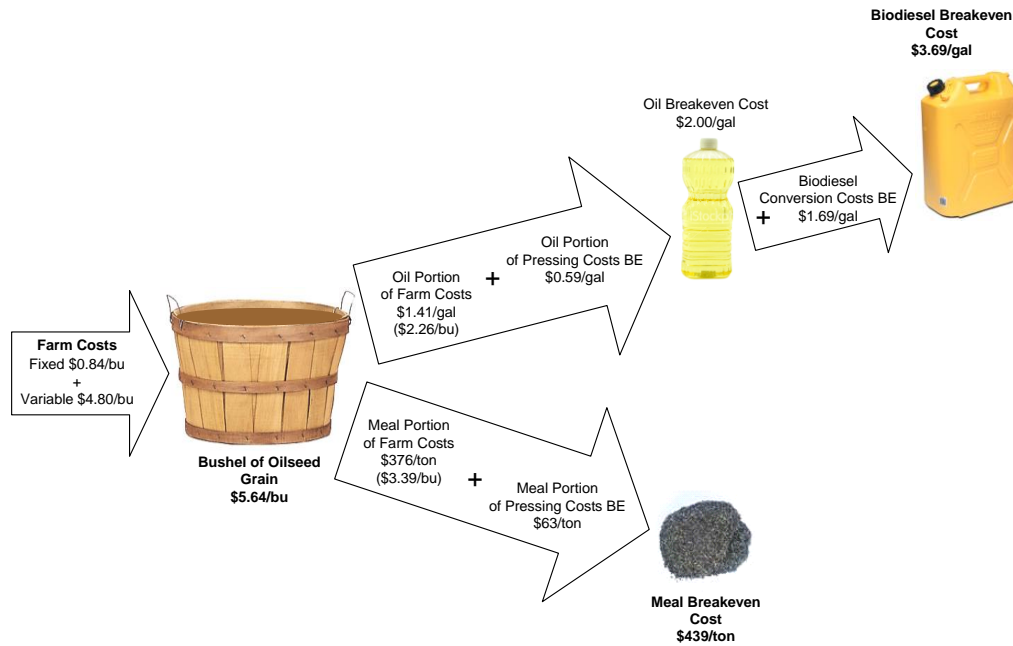 Biodiesel Breakeven
Cost
$3.69/gal
Oil Breakeven Cost
$2.00/gal
Biodiesel
Conversion Costs BE
$1.69/gal
+
Oil Portion
of Pressing Costs BE
$0.59/gal
+
Oil Portion
of Farm Costs
$1.41/gal
($2.26/bu)
Farm Costs
Fixed $0.84/bu
+
Variable $4.80/bu
Bushel of Oilseed
Grain
$5.64/bu
Meal Portion
of Farm Costs
$376/ton
($3.39/bu)
+
Meal Portion
of Pressing Costs BE
$63/ton
Meal Breakeven
Cost
$439/ton